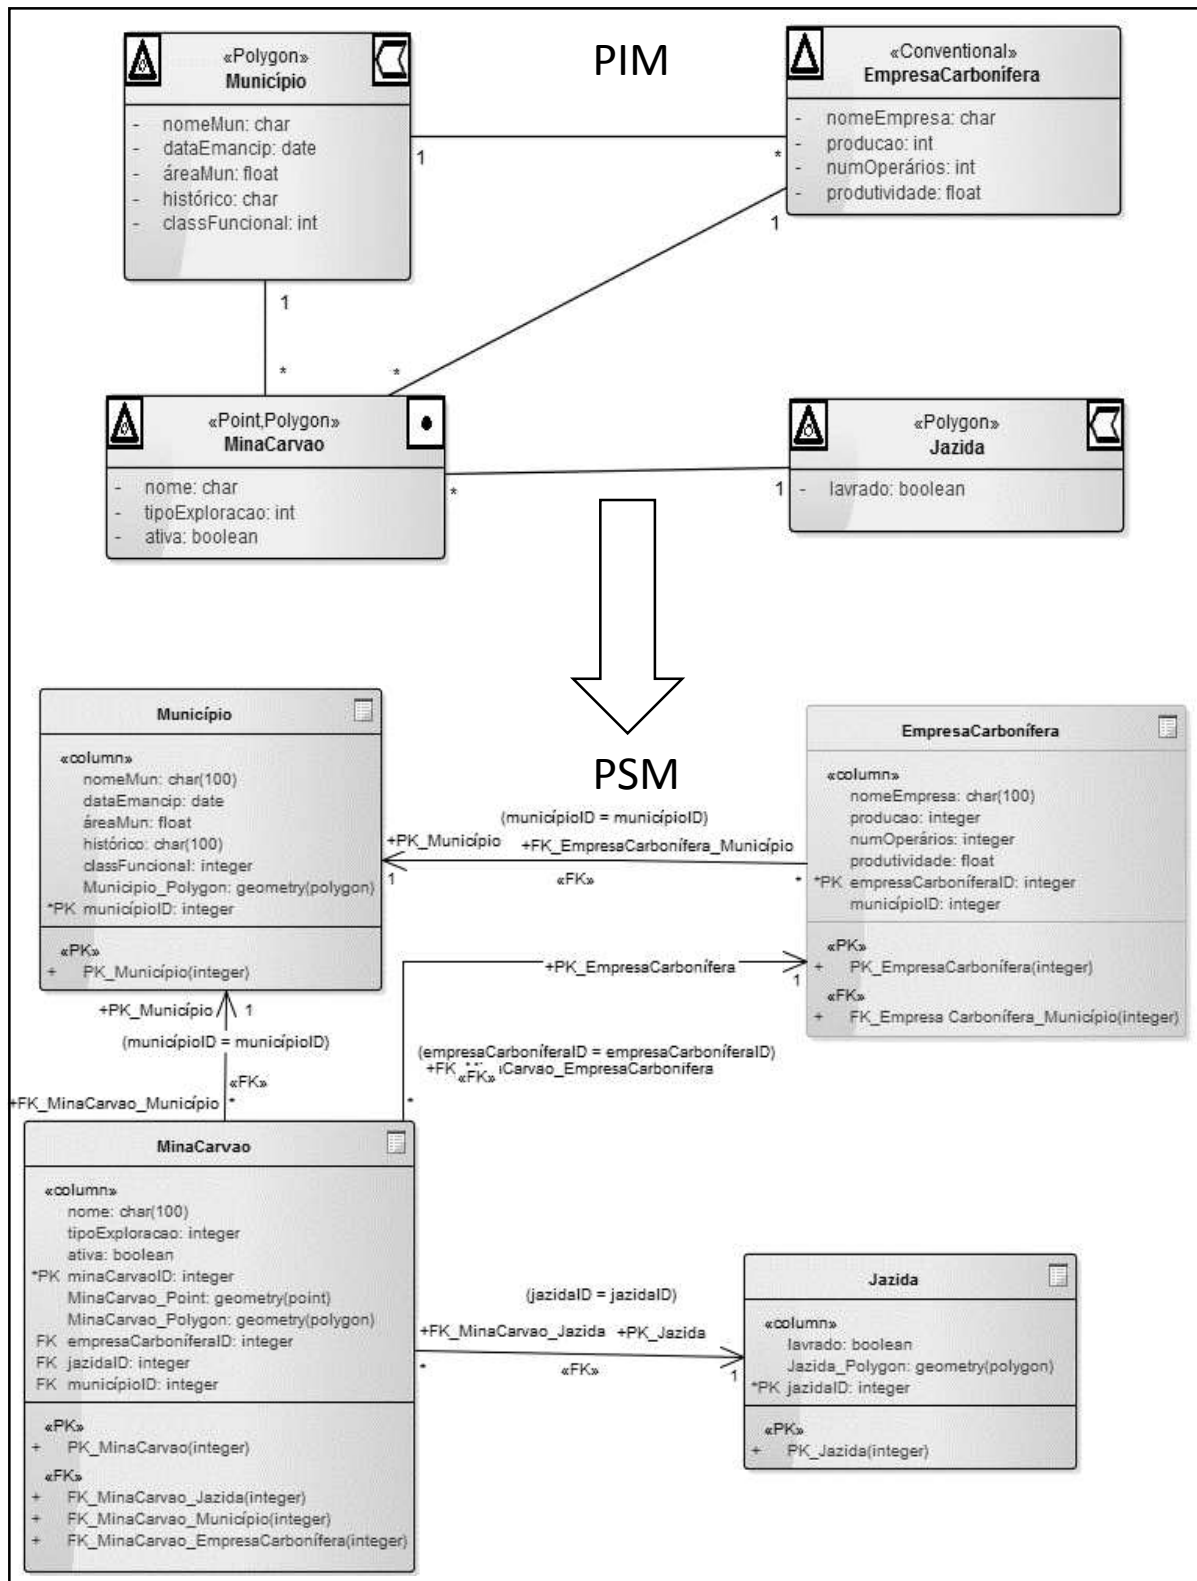 PIM
«Polygon»
Município
- nomeMun: char
- dataEmancip: date
- áreaMun: float
- histórico: char
- classFuncional: int
«Conventional»
EmpresaCarbonífera
- nomeEmpresa: char
- producao: int
- numOperários: int
- produtividade: float
1
*
1
1
*
*
«Point,Polygon»
MinaCarvao
- nome: char
- tipoExploracao: int
- ativa: boolean
*
1
«Polygon»
Jazida
- lavrado: boolean
PSM
Município
«column»
nomeMun: char(100)
dataEmancip: date
áreaMun: float
histórico: char(100)
classFuncional: integer
Municipio_Polygon: geometry(polygon)
*PK municípioID: integer
«PK»
+ PK_Município(integer)
(municípioID = municípioID)
+PK_Município
+FK_EmpresaCarbonífera_Município
1
«FK»
*
EmpresaCarbonífera
«column»
nomeEmpresa: char(100)
producao: integer
numOperários: integer
produtividade: float
*PK empresaCarboníferaID: integer
municípioID: integer
«PK»
+ PK_EmpresaCarbonífera(integer)
«FK»
+ FK_Empresa Carbonífera_Município(integer)
+PK_EmpresaCarbonífera
1
+PK_Município
1
(municípioID = municípioID)
«FK»
+FK_MinaCarvao_Município
*
(empresaCarboníferaID = empresaCarboníferaID)
«FK»
*
MinaCarvao
«column»
nome: char(100)
tipoExploracao: integer
ativa: boolean
*PK minaCarvaoID: integer
MinaCarvao_Point: geometry(point)
MinaCarvao_Polygon: geometry(polygon)
FK empresaCarboníferaID: integer
FK jazidaID: integer
FK municípioID: integer
«PK»
+ PK_MinaCarvao(integer)
«FK»
+ FK_MinaCarvao_Jazida(integer)
+ FK_MinaCarvao_Município(integer)
+ FK_MinaCarvao_EmpresaCarbonífera(integer)
(jazidaID = jazidaID)
+FK_MinaCarvao_Jazida
+PK_Jazida
*
«FK»
1
Jazida
«column»
lavrado: boolean
Jazida_Polygon: geometry(polygon)
*PK jazidaID: integer
«PK»
+ PK_Jazida(integer)